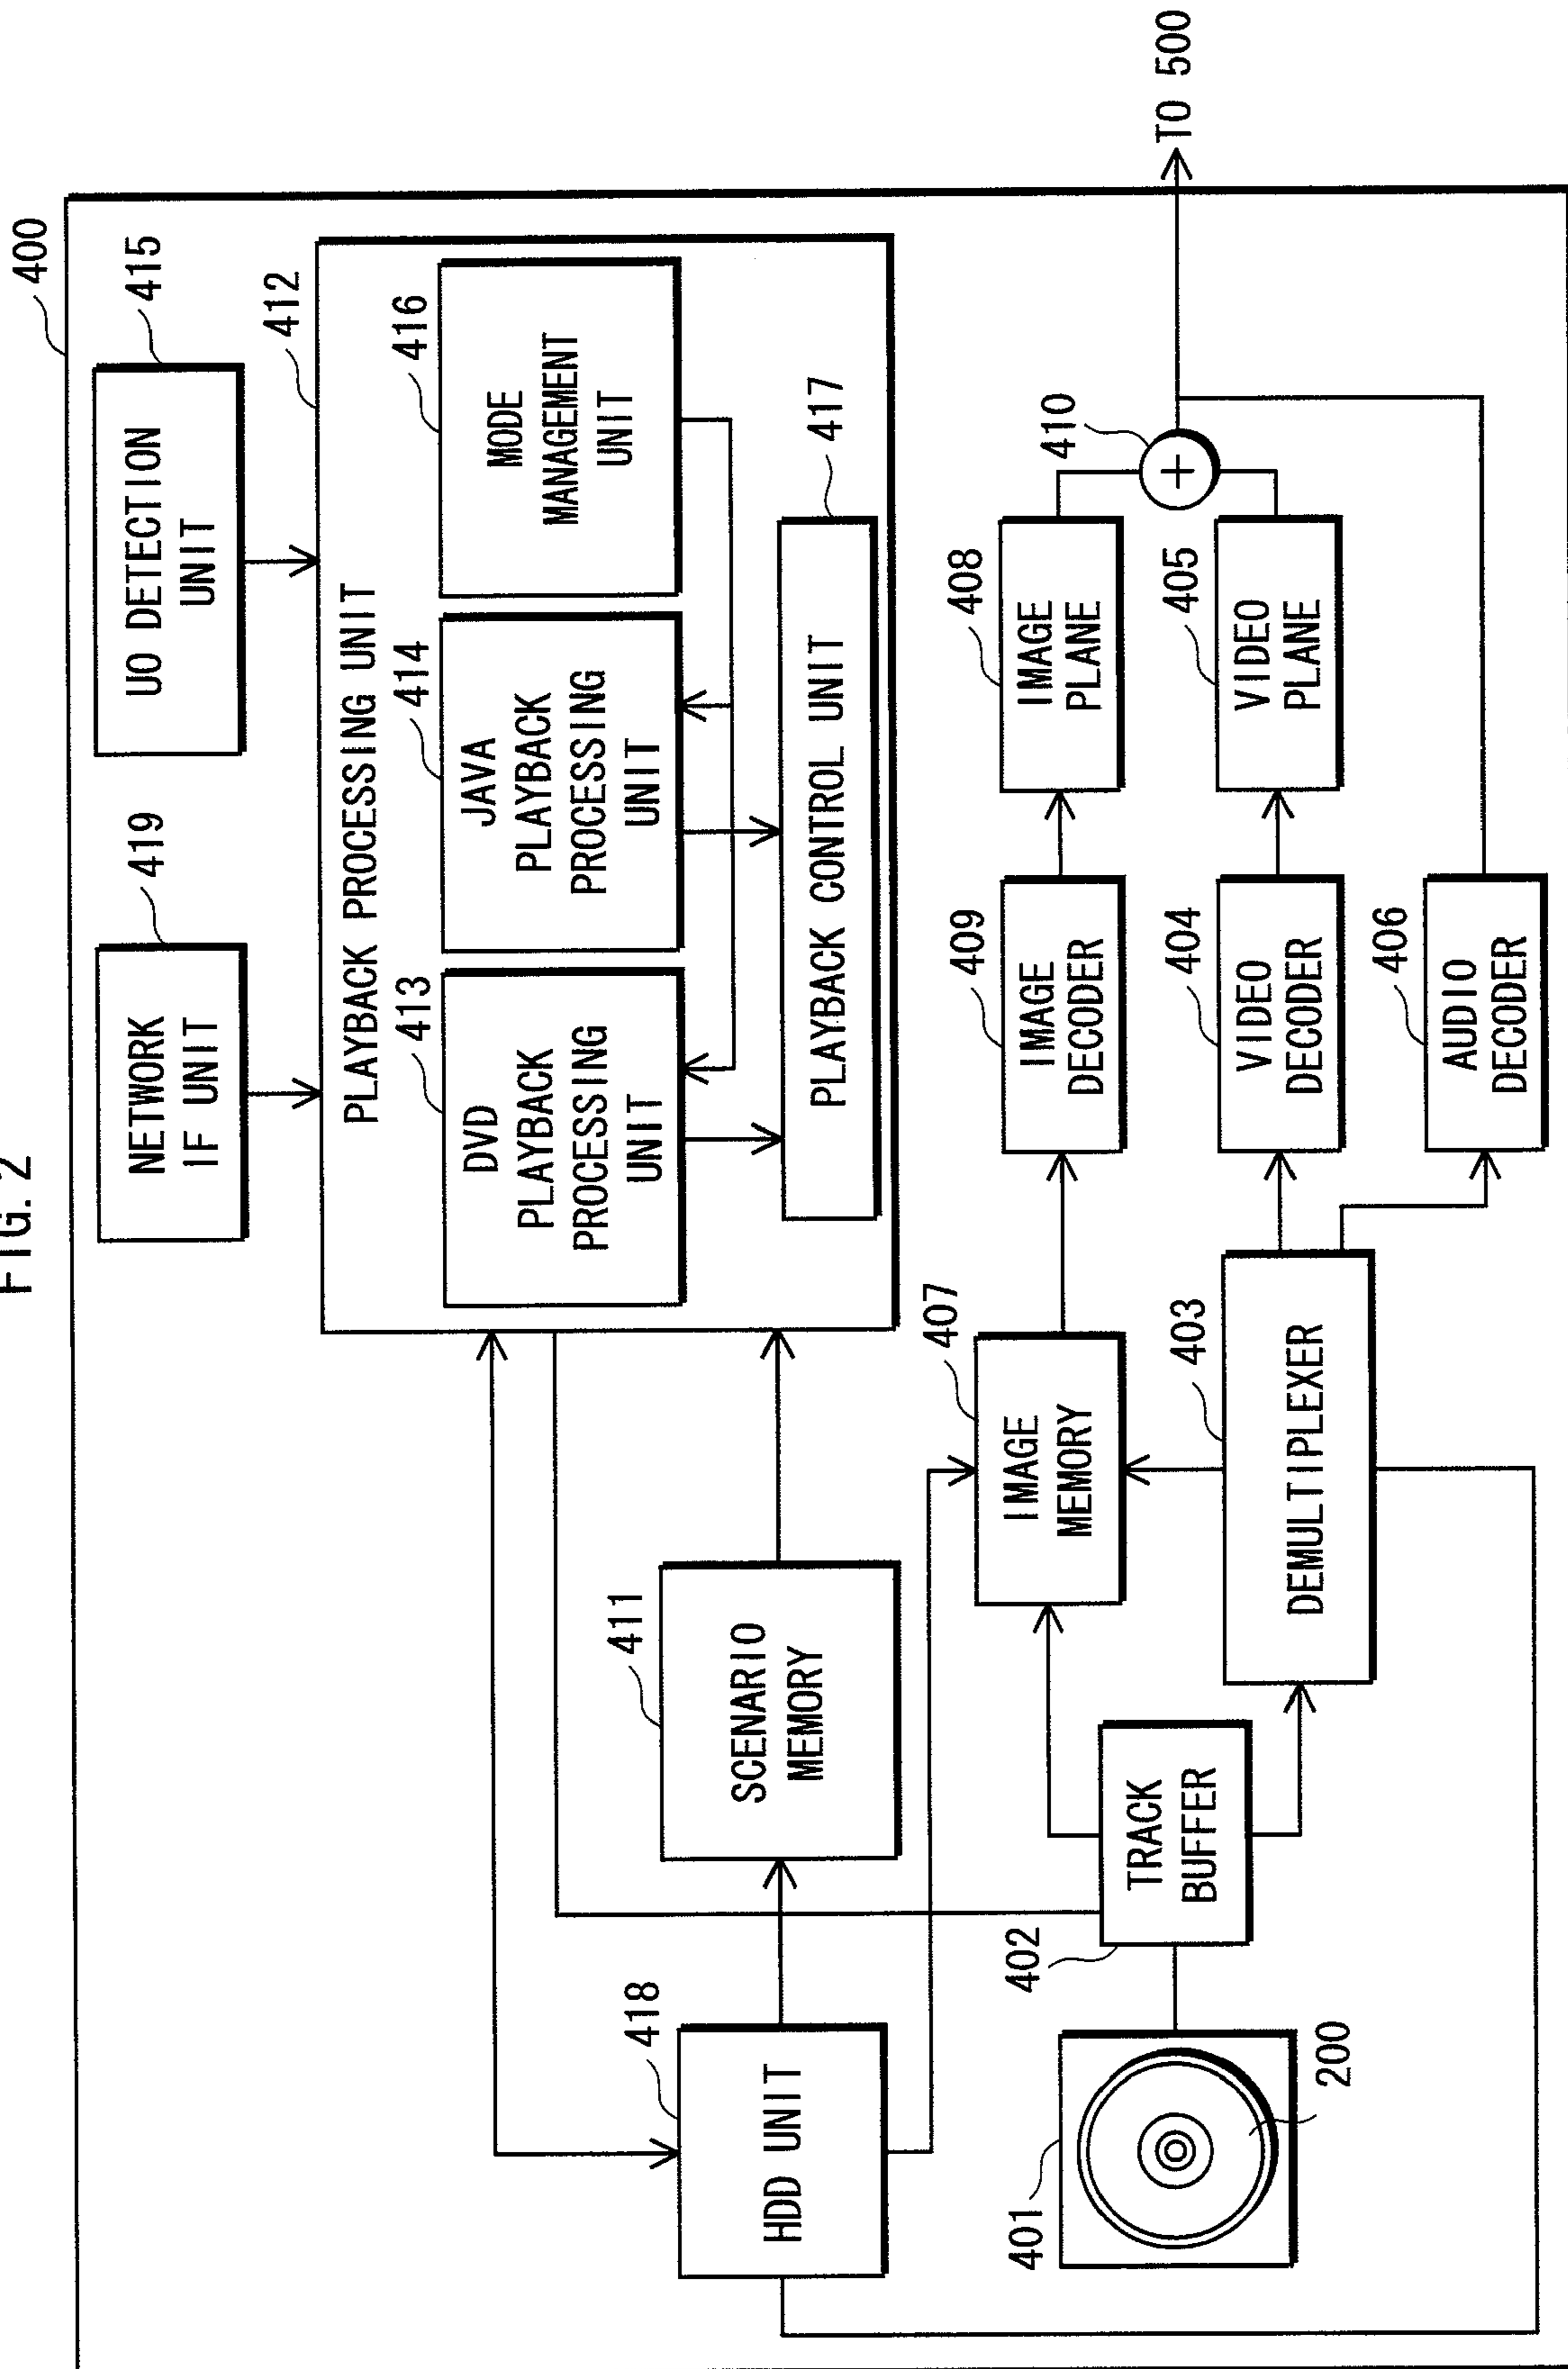 FIG. 2
400
NETWORK
IF UNIT
419
UO DETECTION
UNIT
415
PLAYBACK PROCESSING UNIT
412
DVD
PLAYBACK
PROCESSING
UNIT
413
JAVA
PLAYBACK
PROCESSING
UNIT
414
MODE
MANAGEMENT
UNIT
416
PLAYBACK CONTROL UNIT
417
HDD UNIT
418
SCENARIO
MEMORY
411
IMAGE
MEMORY
407
IMAGE
DECODER
409
IMAGE
PLANE
408
+
410
TO 500
401
200
402
TRACK
BUFFER
DEMULTIPLEXER
403
VIDEO
DECODER
404
VIDEO
PLANE
405
AUDIO
DECODER
406